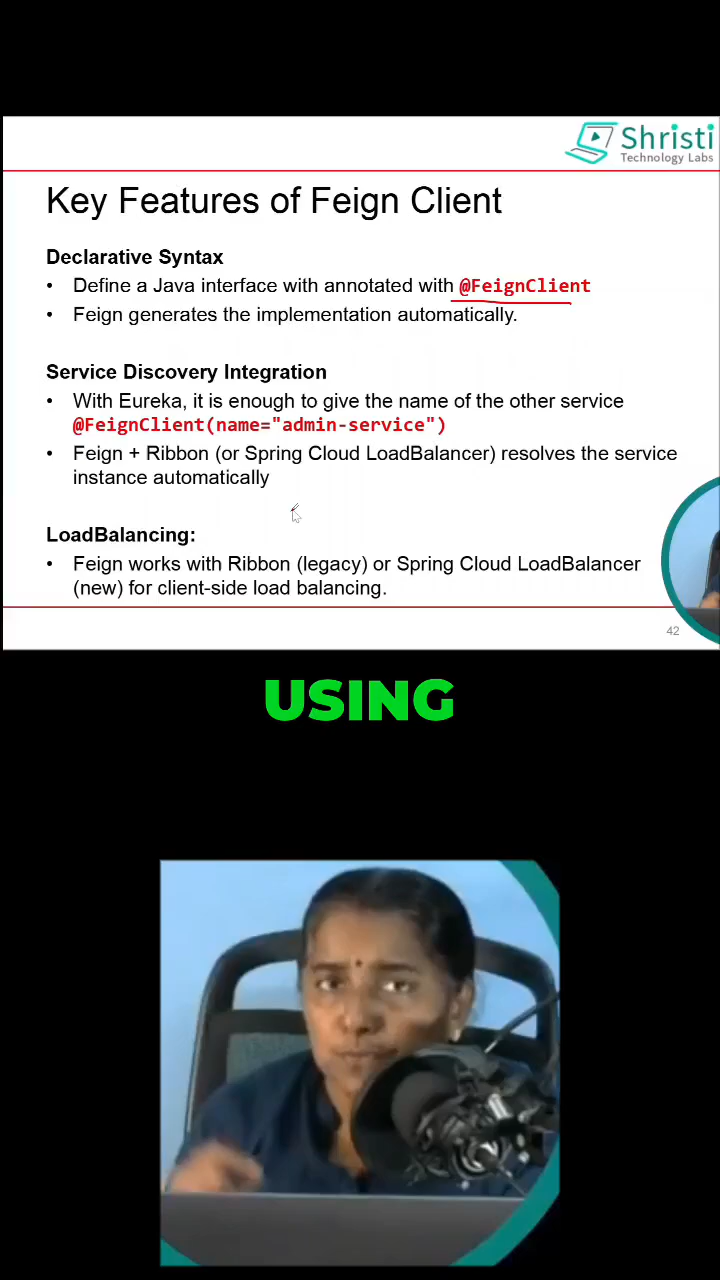 Shristi
Technology Labs
Key Features of Feign Client
Declarative Syntax
• Define a Java interface with annotated with @FeignClient
• Feign generates the implementation automatically.
Service Discovery Integration
• With Eureka, it is enough to give the name of the other service
@FeignClient(name="admin-service")
• Feign + Ribbon (or Spring Cloud LoadBalancer) resolves the service
instance automatically
LoadBalancing:
• Feign works with Ribbon (legacy) or Spring Cloud LoadBalancer
(new) for client-side load balancing.
42
USING